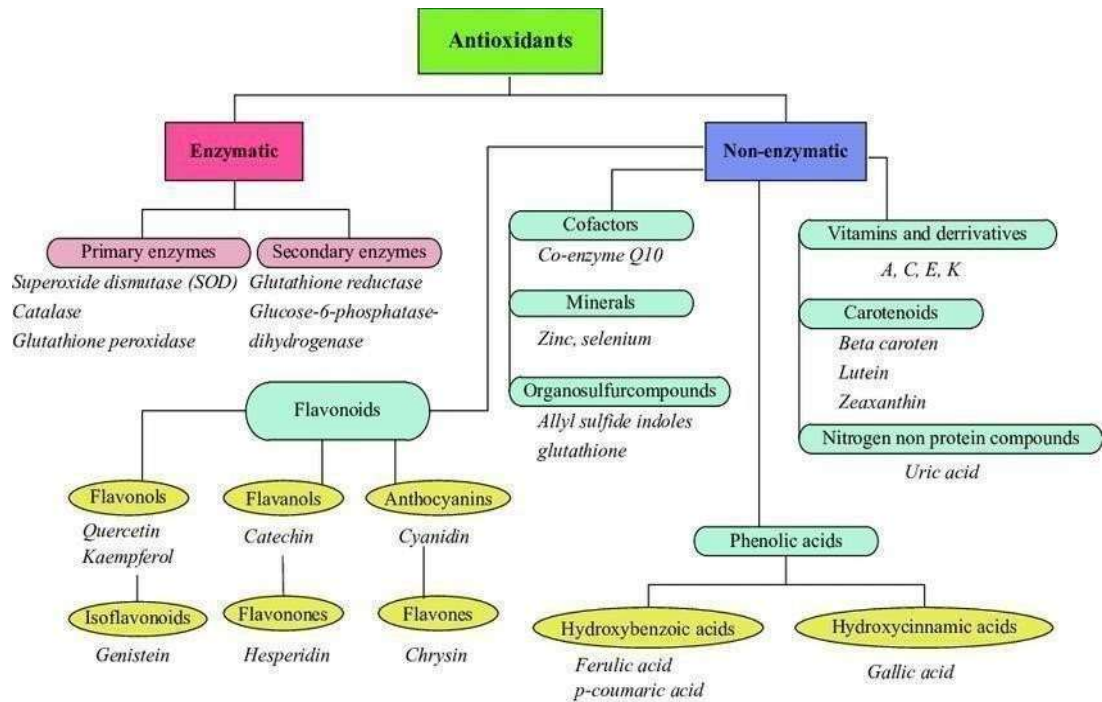 Antioxidants
Enzymatic
Non-enzymatic
Primary enzymes
Superoxide dismutase (SOD)
Catalase
Glutathione peroxidase
Secondary enzymes
Glutathione reductase
Glucose-6-phosphatase-
dihydrogenase
Cofactors
Co-enzyme Q10
Minerals
Zinc, selenium
Organosulfurcompounds
Allyl sulfide indoles
glutathione
Vitamins and derrivatives
A, C, E, K
Carotenoids
Beta caroten
Lutein
Zeaxanthin
Nitrogen non protein compounds
Uric acid
Flavonoids
Flavonols
Quercetin
Kaempferol
Isoflavonoids
Genistein
Flavanols
Catechin
Flavonones
Hesperidin
Anthocyanins
Cyanidin
Flavones
Chrysin
Phenolic acids
Hydroxybenzoic acids
Ferulic acid
p-coumaric acid
Hydroxycinnamic acids
Gallic acid